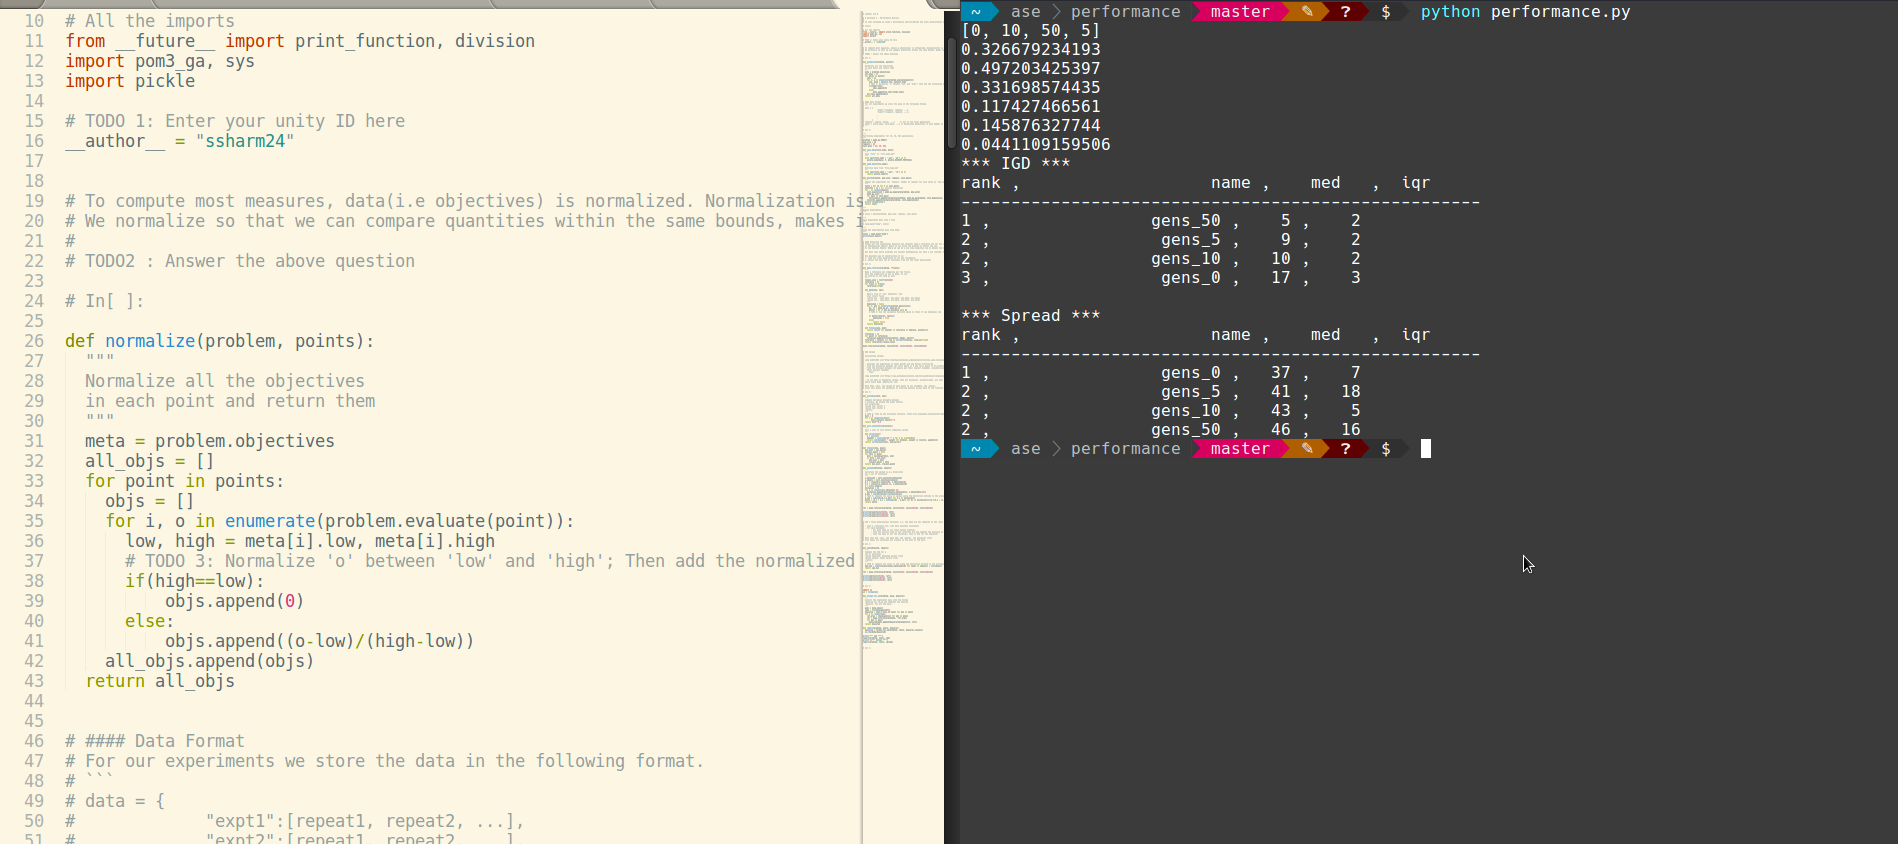 10 # All the imports
11 from __future__ import print_function, division
12 import pom3_ga, sys
13 import pickle
14
15 # TODO 1: Enter your unity ID here
16 __author__ = "ssharm24"
17
18
19 # To compute most measures, data(i.e objectives) is normalized. Normalization is
20 # We normalize so that we can compare quantities within the same bounds, makes i
21 #
22 # TODO2 : Answer the above question
23
24 # In[ ]:
25
26 def normalize(problem, points):
27 """
28 Normalize all the objectives
29 in each point and return them
30 """
31 meta = problem.objectives
32 all_objs = []
33 for point in points:
34 objs = []
35 for i, o in enumerate(problem.evaluate(point)):
36 low, high = meta[i].low, meta[i].high
37 # TODO 3: Normalize 'o' between 'low' and 'high'; Then add the normalized
38 if(high==low):
39 objs.append(0)
40 else:
41 objs.append((o-low)/(high-low))
42 all_objs.append(objs)
43 return all_objs
44
45
46 # #### Data Format
47 # For our experiments we store the data in the following format.
48 # ```
49 # data = {
50 # "expt1":[repeat1, repeat2, ...],
51 # "expt2":[repeat1, repeat2, ...],
~ ase performance master ✎ ? $ python performance.py
[0, 10, 50, 5]
0.326679234193
0.497203425397
0.331698574435
0.117427466561
0.145876327744
0.0441109159506
*** IGD ***
rank , name , med , iqr
----------------------------------------------------
1 , gens_50 , 5 , 2
2 , gens_5 , 9 , 2
2 , gens_10 , 10 , 2
3 , gens_0 , 17 , 3
*** Spread ***
rank , name , med , iqr
----------------------------------------------------
1 , gens_0 , 37 , 7
2 , gens_5 , 41 , 18
2 , gens_10 , 43 , 5
2 , gens_50 , 46 , 16
~ ase performance master ✎ ? $